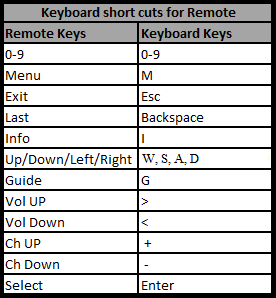 Keyboard short cuts for Remote
Remote Keys Keyboard Keys
0-9 0-9
Menu M
Exit Esc
Last Backspace
Info I
Up/Down/Left/Right W, S, A, D
Guide G
Vol UP >
Vol Down <
Ch UP +
Ch Down -
Select Enter